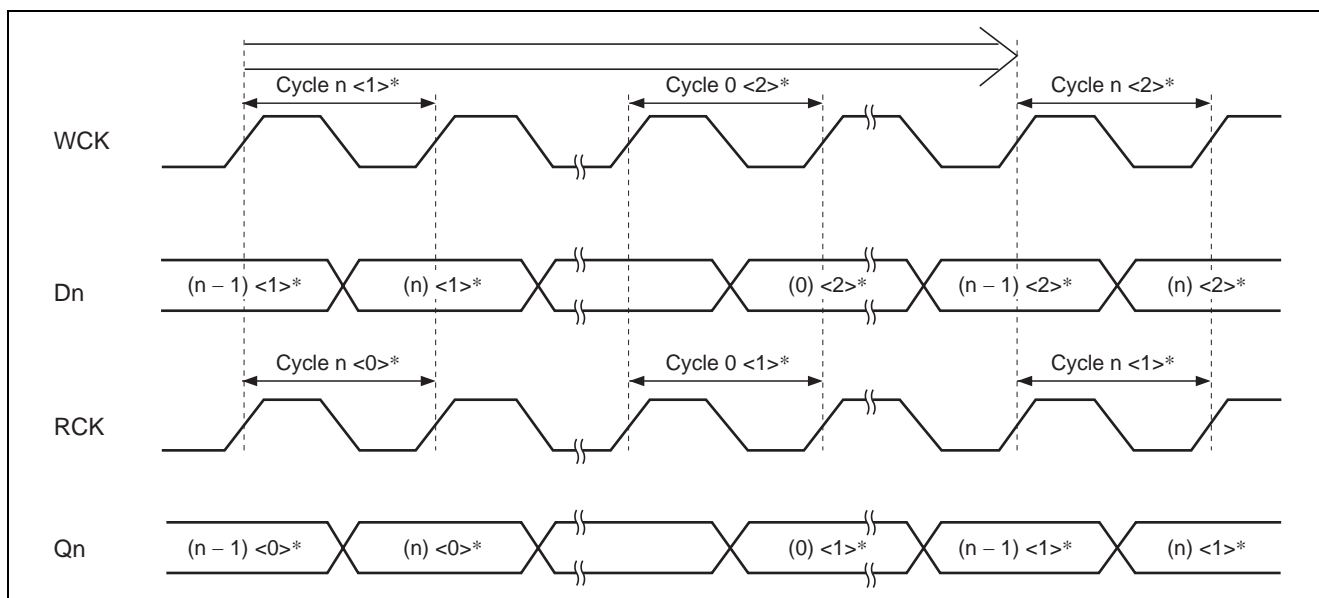 Cycle n <1>* Cycle 0 <2>* Cycle n <2>*
WCK
Dn (n − 1) <1>* (n) <1>* (0) <2>* (n − 1) <2>* (n) <2>*
Cycle n <0>* Cycle 0 <1>* Cycle n <1>*
RCK
Qn (n − 1) <0>* (n) <0>* (0) <1>* (n − 1) <1>* (n) <1>*